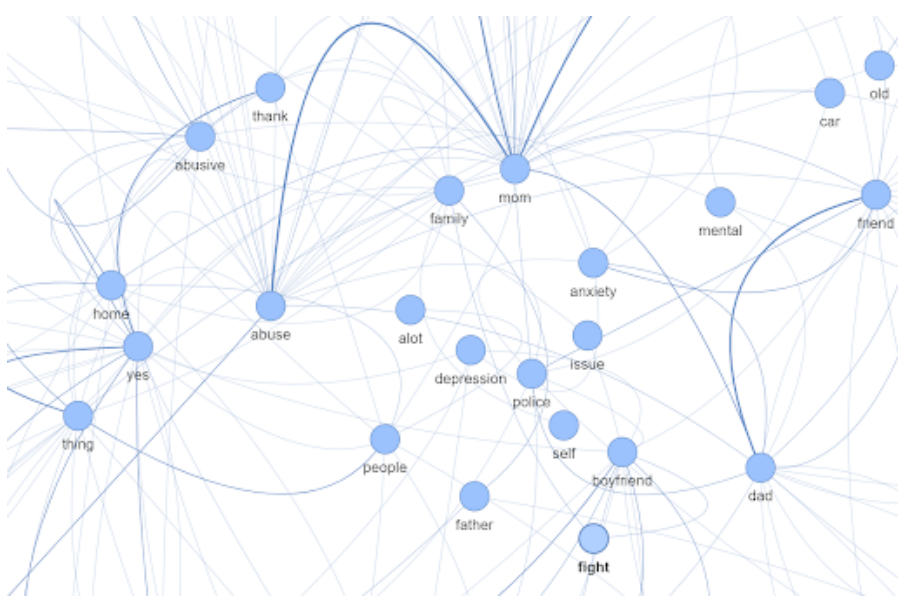 old
thank
car
abusive
mom
family
friend
mental
anxiety
home
abuse
alot
issue
yes
depression
police
thing
self
people
boyfriend
dad
father
fight